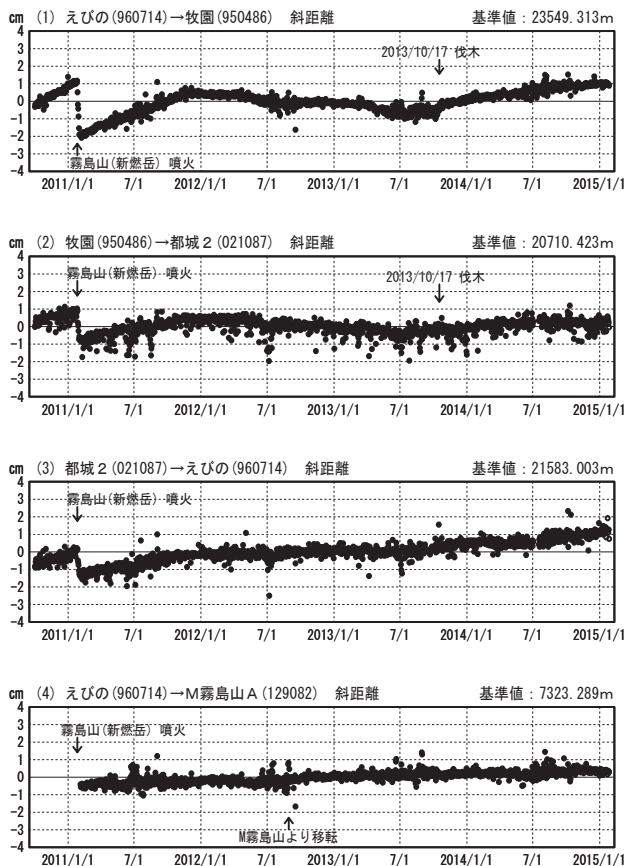 cm (1) えびの(960714)→牧園(950486) 斜距離 基準値：23549.313m
4
3
2013/10/17 伐木
2
1
0
-1
-2
-3
霧島山(新燃岳) 噴火
-4
2011/1/1 7/1 2012/1/1 7/1 2013/1/1 7/1 2014/1/1 7/1 2015/1/1
cm (2) 牧園(950486)→都城２(021087) 斜距離 基準値：20710.423m
4
霧島山(新燃岳) 噴火
2013/10/17 伐木
3
2
1
0
-1
-2
-3
-4
2011/1/1 7/1 2012/1/1 7/1 2013/1/1 7/1 2014/1/1 7/1 2015/1/1
cm (3) 都城２(021087)→えびの(960714) 斜距離 基準値：21583.003m
4
霧島山(新燃岳) 噴火
3
2
1
0
-1
-2
-3
-4
2011/1/1 7/1 2012/1/1 7/1 2013/1/1 7/1 2014/1/1 7/1 2015/1/1
cm (4) えびの(960714)→Ｍ霧島山Ａ(129082) 斜距離 基準値：7323.289m
4
霧島山(新燃岳) 噴火
3
2
1
0
-1
-2
-3
M霧島山より移転
-4
2011/1/1 7/1 2012/1/1 7/1 2013/1/1 7/1 2014/1/1 7/1 2015/1/1